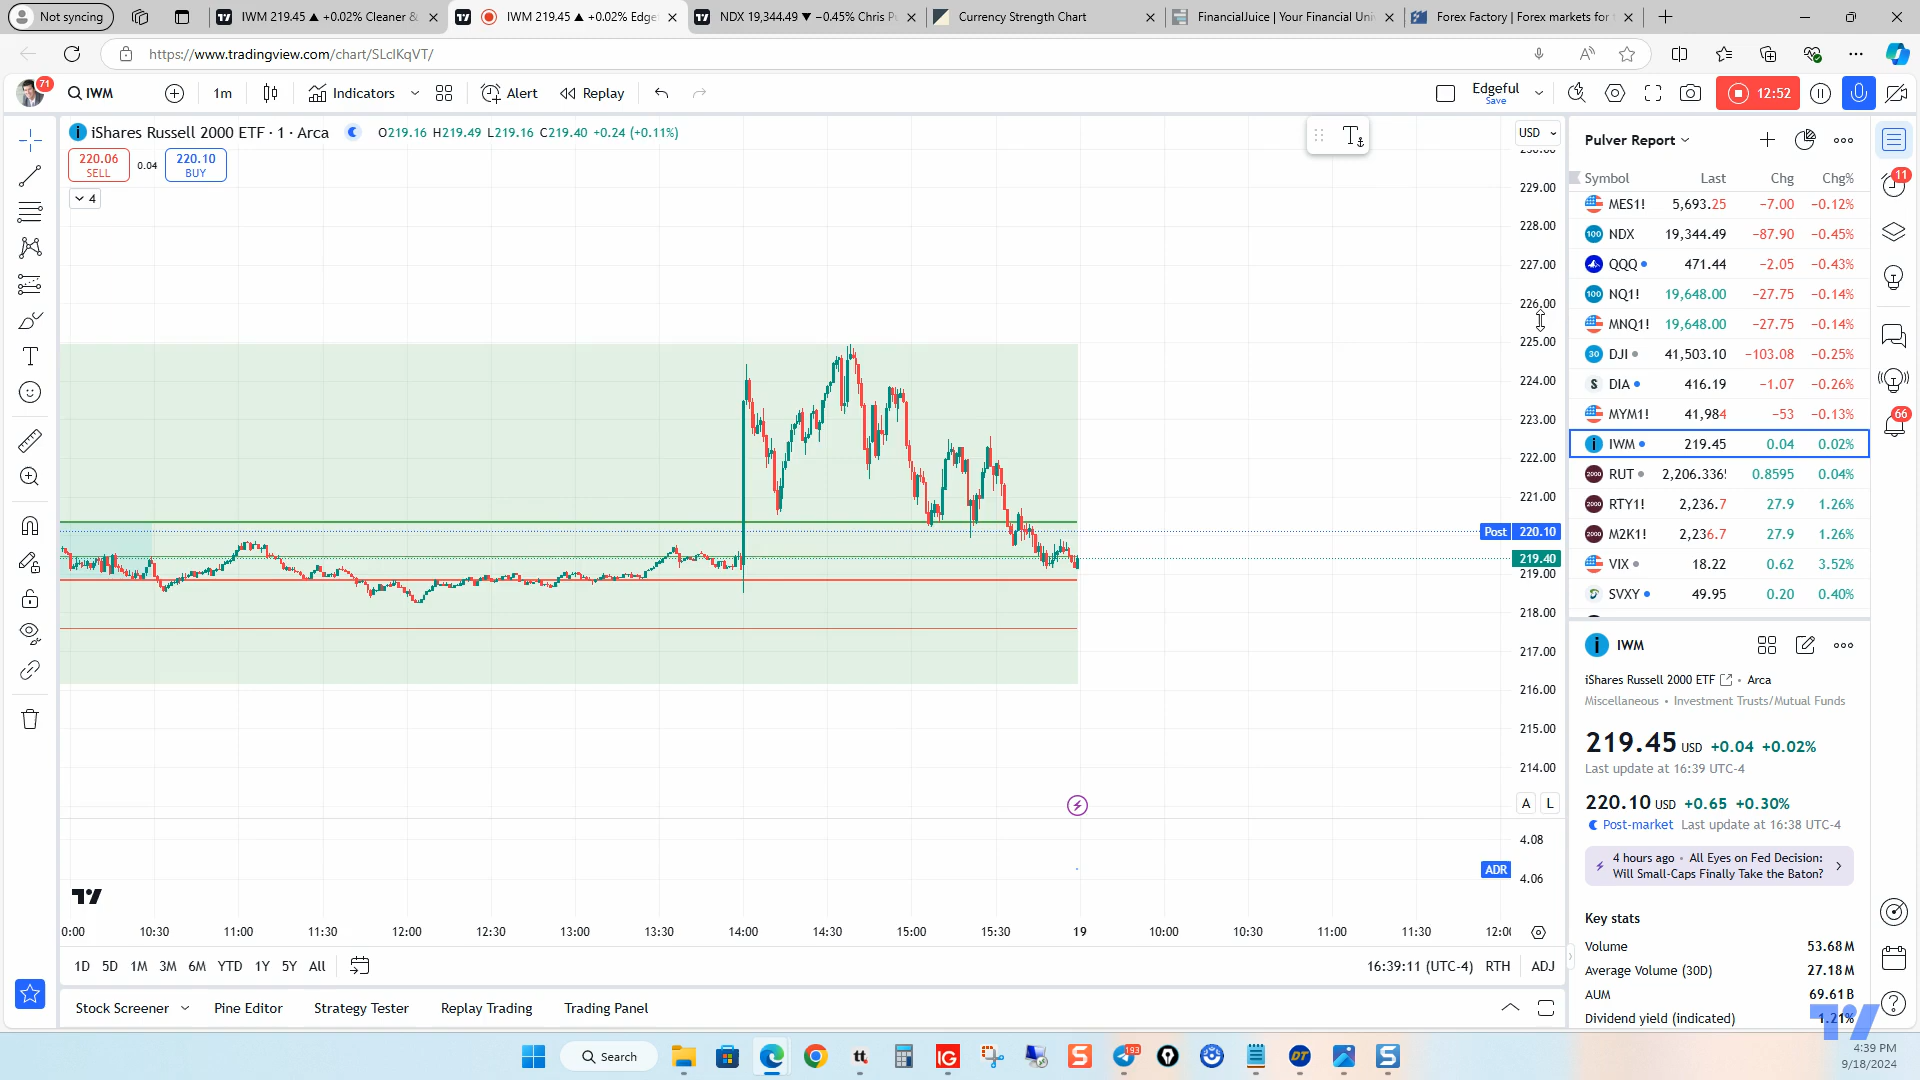 Not syncing
IWM 219.45 ▲ +0.02% Cleaner &
IWM 219.45 ▲ +0.02% Edge
NDX 19,344.49 ▼ −0.45% Chris P
Currency Strength Chart
FinancialJuice | Your Financial Uni
Forex Factory | Forex markets for
https://www.tradingview.com/chart/SLclKqVT/
71
IWM
1m
Indicators
Alert
Replay
Edgeful
Save
12:52
iShares Russell 2000 ETF · 1 · Arca
O219.16 H219.49 L219.16 C219.40 +0.24 (+0.11%)
220.06
SELL
0.04
220.10
BUY
4
USD
229.00
228.00
227.00
226.00
225.00
224.00
223.00
222.00
221.00
Post 220.10
219.40
219.00
218.00
217.00
216.00
215.00
214.00
A L
4.08
ADR
4.06
10:30 11:00 11:30 12:00 12:30 13:00 13:30 14:00 14:30 15:00 15:30 19 10:00 10:30 11:00 11:30
1D 5D 1M 3M 6M YTD 1Y 5Y All
16:39:11 (UTC-4) RTH ADJ
Stock Screener Pine Editor Strategy Tester Replay Trading Trading Panel
Pulver Report
Symbol Last Chg Chg%
MES1! 5,693.25 −7.00 −0.12%
NDX 19,344.49 −87.90 −0.45%
QQQ 471.44 −2.05 −0.43%
NQ1! 19,648.00 −27.75 −0.14%
MNQ1! 19,648.00 −27.75 −0.14%
DJI 41,503.10 −103.08 −0.25%
DIA 416.19 −1.07 −0.26%
MYM1! 41,984 −53 −0.13%
IWM 219.45 0.04 0.02%
RUT 2,206.336 0.8595 0.04%
RTY1! 2,236.7 27.9 1.26%
M2K1! 2,236.7 27.9 1.26%
VIX 18.22 0.62 3.52%
SVXY 49.95 0.20 0.40%
IWM
iShares Russell 2000 ETF • Arca
Miscellaneous • Investment Trusts/Mutual Funds
219.45 USD +0.04 +0.02%
Last update at 16:39 UTC-4
220.10 USD +0.65 +0.30%
Post-market Last update at 16:38 UTC-4
4 hours ago • All Eyes on Fed Decision:
Will Small-Caps Finally Take the Baton?
Key stats
Volume 53.68M
Average Volume (30D) 27.18M
AUM 69.61B
Dividend yield (indicated) 1.21%
11
66
Search
193
4:39 PM
9/18/2024